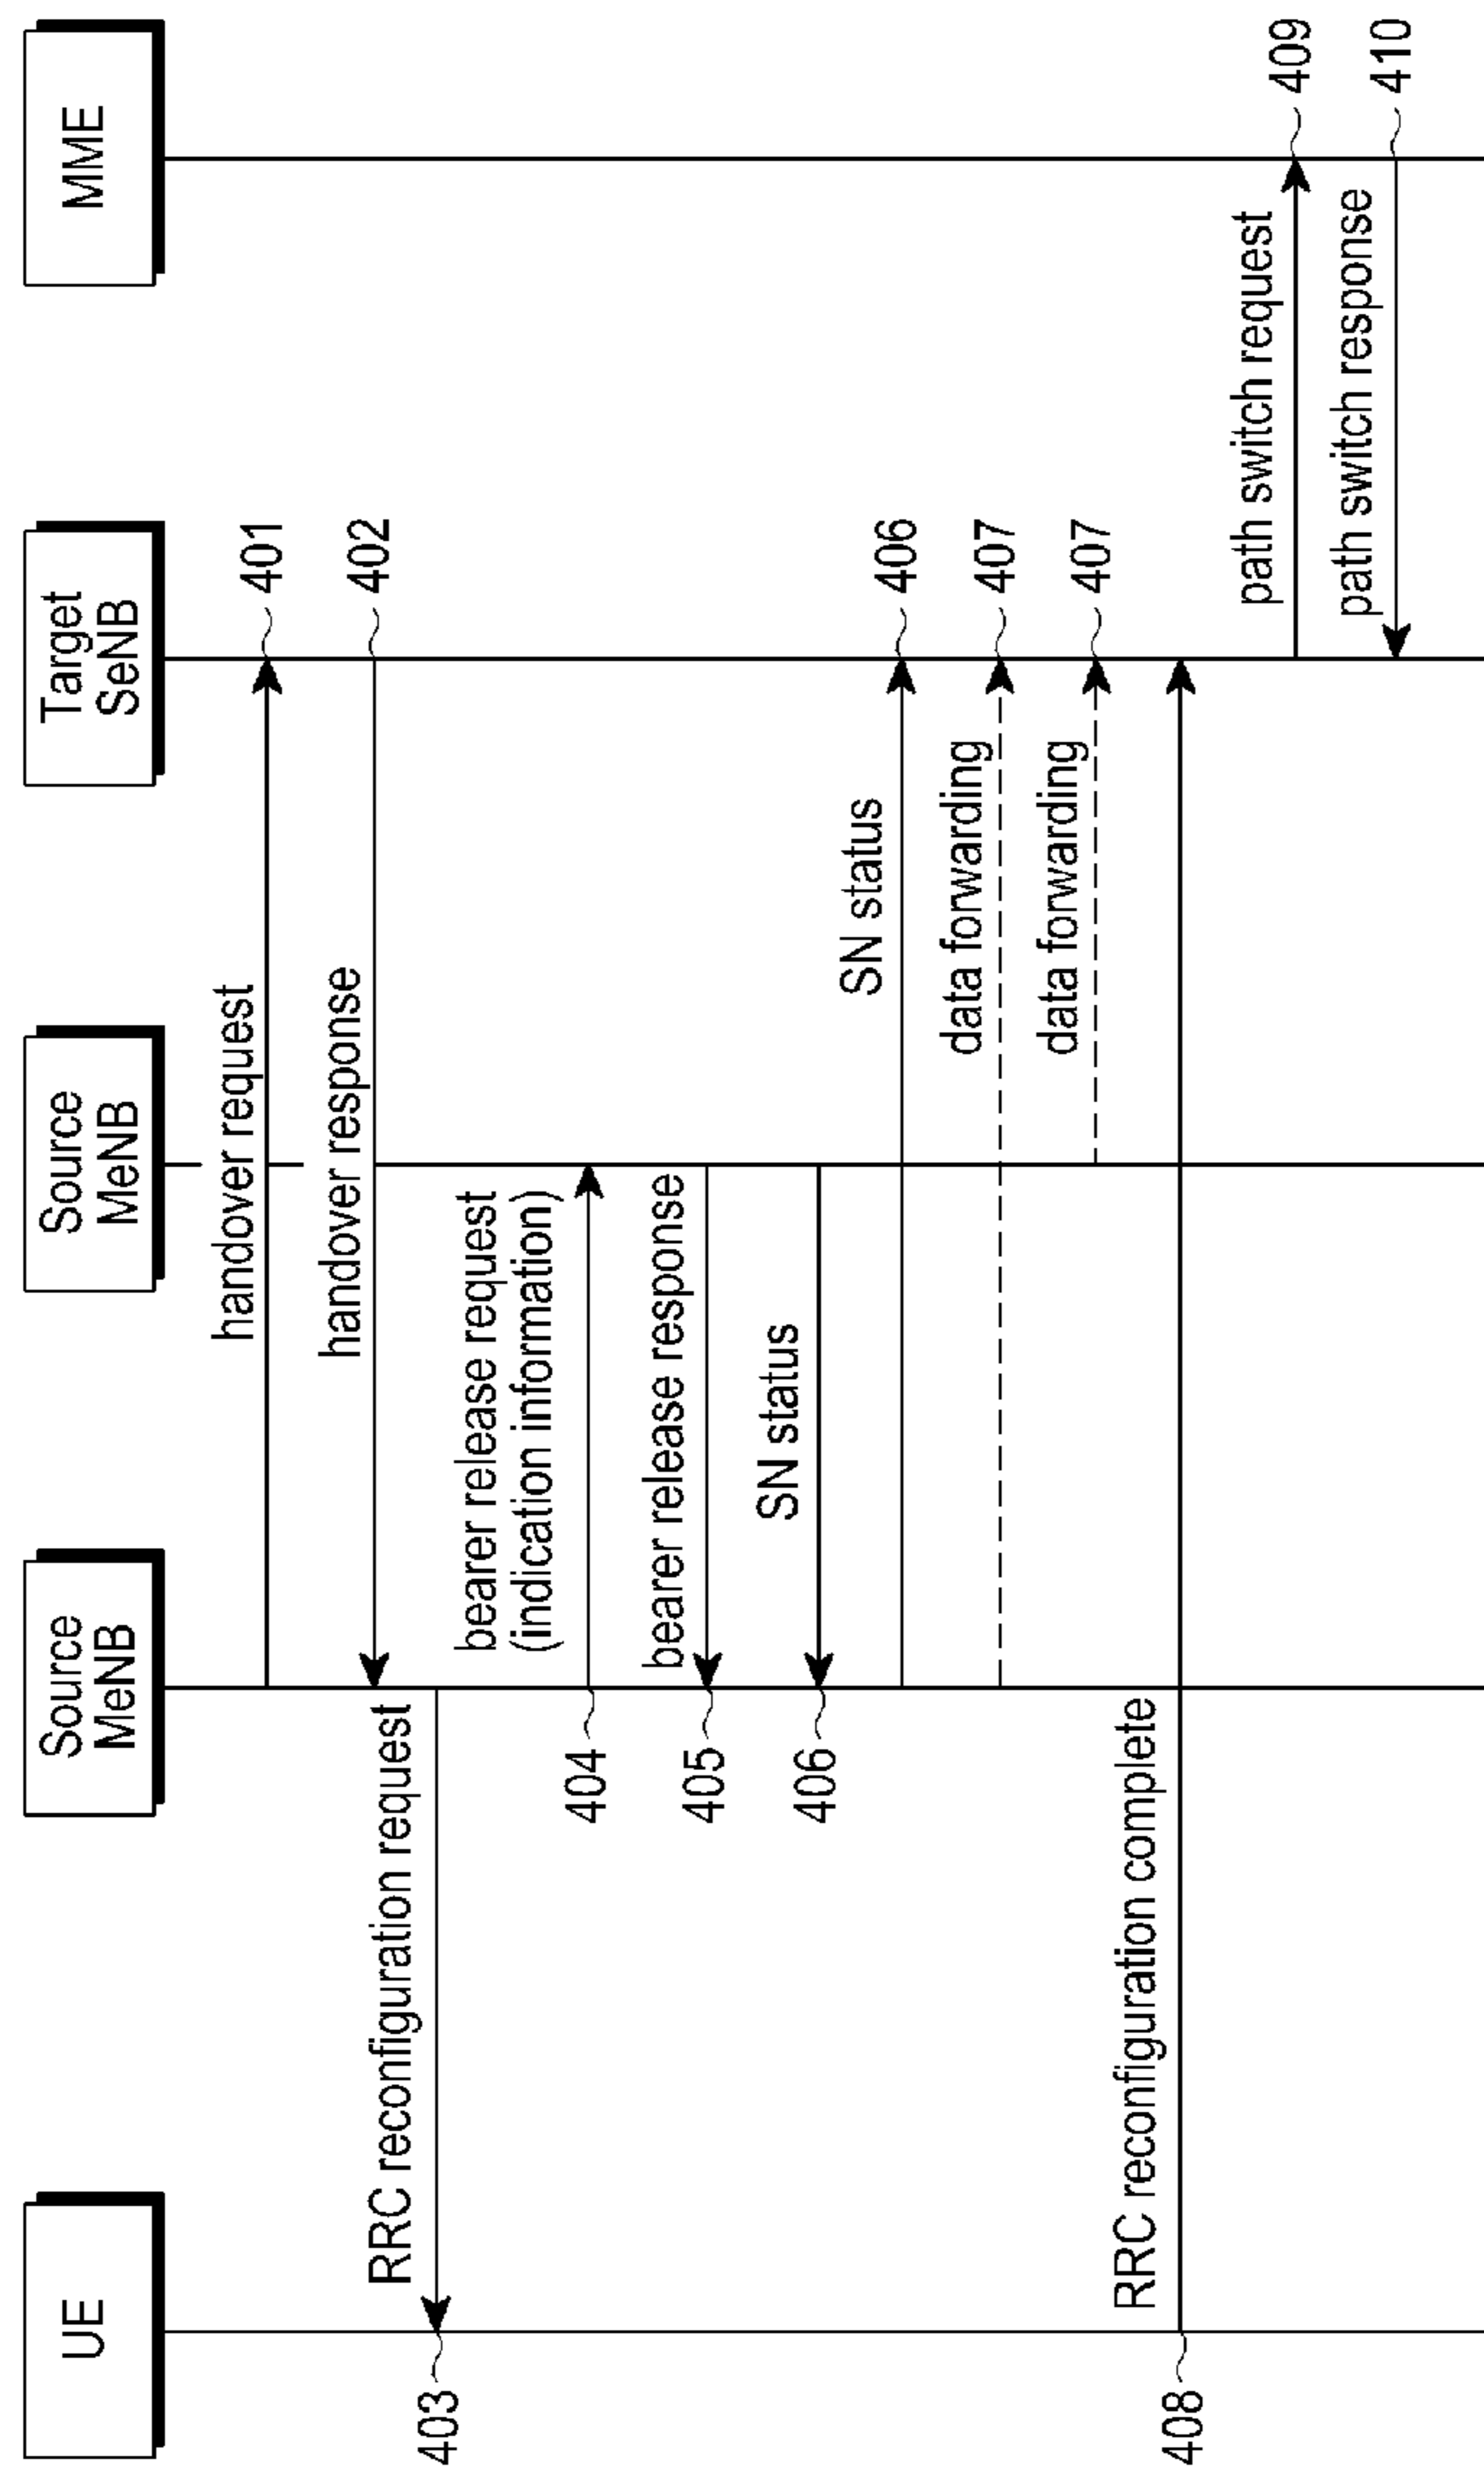 UE
Source
MeNB
Source
MeNB
Target
SeNB
MME
handover request
401
handover response
402
RRC reconfiguration request
403
bearer release request
(indication information)
404
bearer release response
405
SN status
406
SN status
406
data forwarding
407
data forwarding
407
RRC reconfiguration complete
408
path switch request
409
path switch response
410